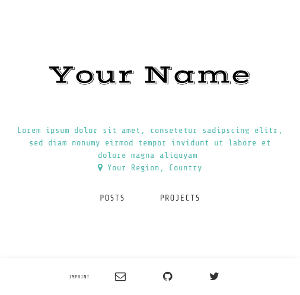 Your Name
Lorem ipsum dolor sit amet, consetetur sadipscing elitr,
sed diam nonumy eirmod tempor invidunt ut labore et
dolore magna aliquyam
Your Region, Country
POSTS PROJECTS
IMPRINT